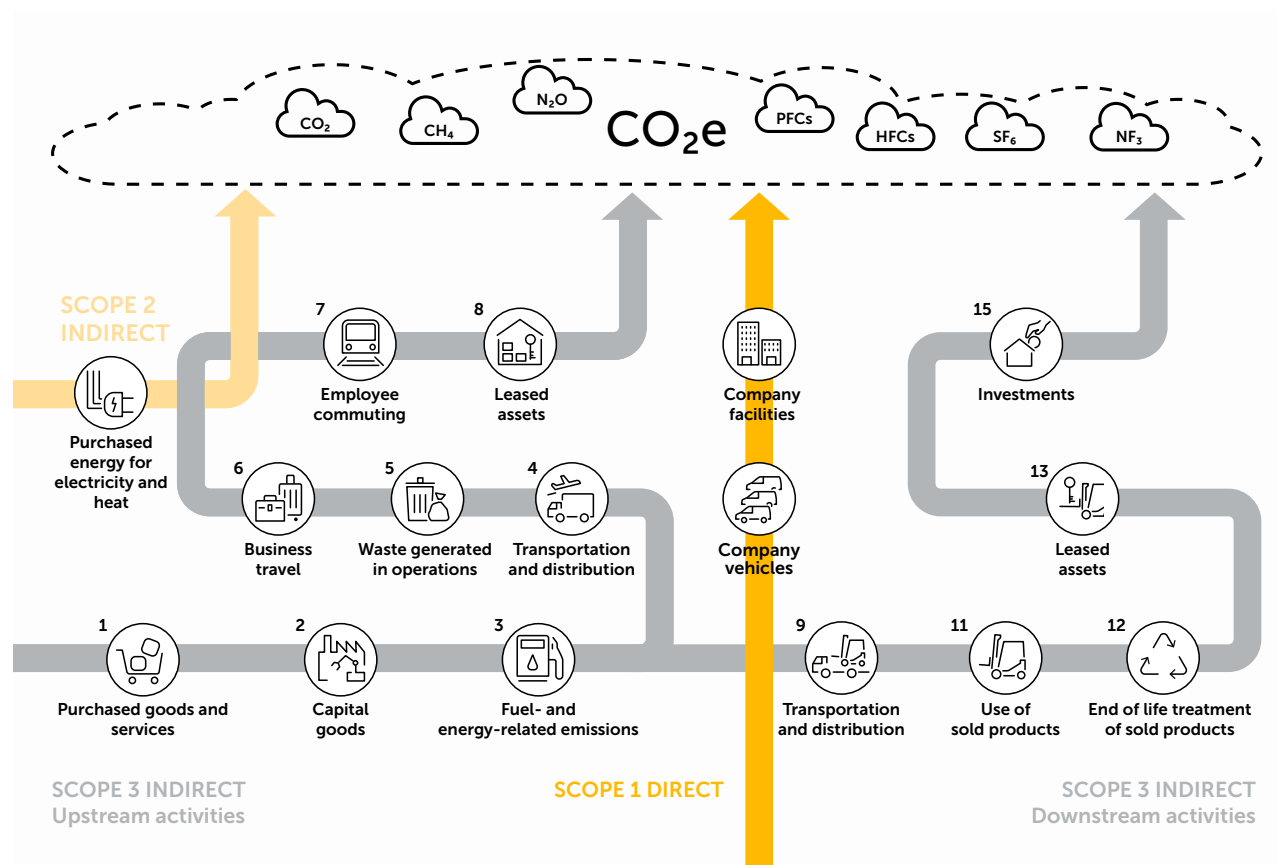 CO₂
CH₄
N₂O
CO₂e
PFCs
HFCs
SF₆
NF₃
SCOPE 2
INDIRECT
Purchased
energy for
electricity and
heat
7
Employee
commuting
8
Leased
assets
Company
facilities
15
Investments
6
Business
travel
5
Waste generated
in operations
4
Transportation
and distribution
Company
vehicles
13
Leased
assets
1
Purchased goods and
services
2
Capital
goods
3
Fuel- and
energy-related emissions
9
Transportation
and distribution
11
Use of
sold products
12
End of life treatment
of sold products
SCOPE 3 INDIRECT
Upstream activities
SCOPE 1 DIRECT
SCOPE 3 INDIRECT
Downstream activities